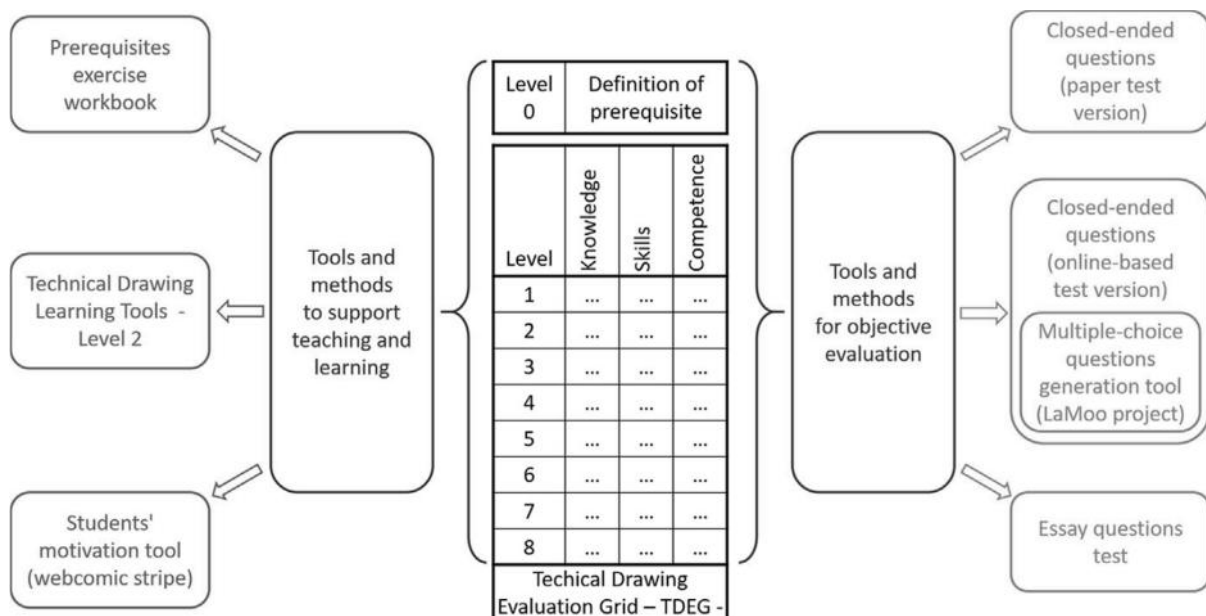 Prerequisites
exercise
workbook
Technical Drawing
Learning Tools -
Level 2
Students'
motivation tool
(webcomic stripe)
Tools and
methods
to support
teaching and
learning
Level
0
Definition of
prerequisite
Level
Knowledge
Skills
Competence
1 ... ... ...
2 ... ... ...
3 ... ... ...
4 ... ... ...
5 ... ... ...
6 ... ... ...
7 ... ... ...
8 ... ... ...
Techical Drawing
Evaluation Grid – TDEG -
Tools and
methods
for objective
evaluation
Closed-ended
questions
(paper test
version)
Closed-ended
questions
(online-based
test version)
Multiple-choice
questions
generation tool
(LaMoo project)
Essay questions
test